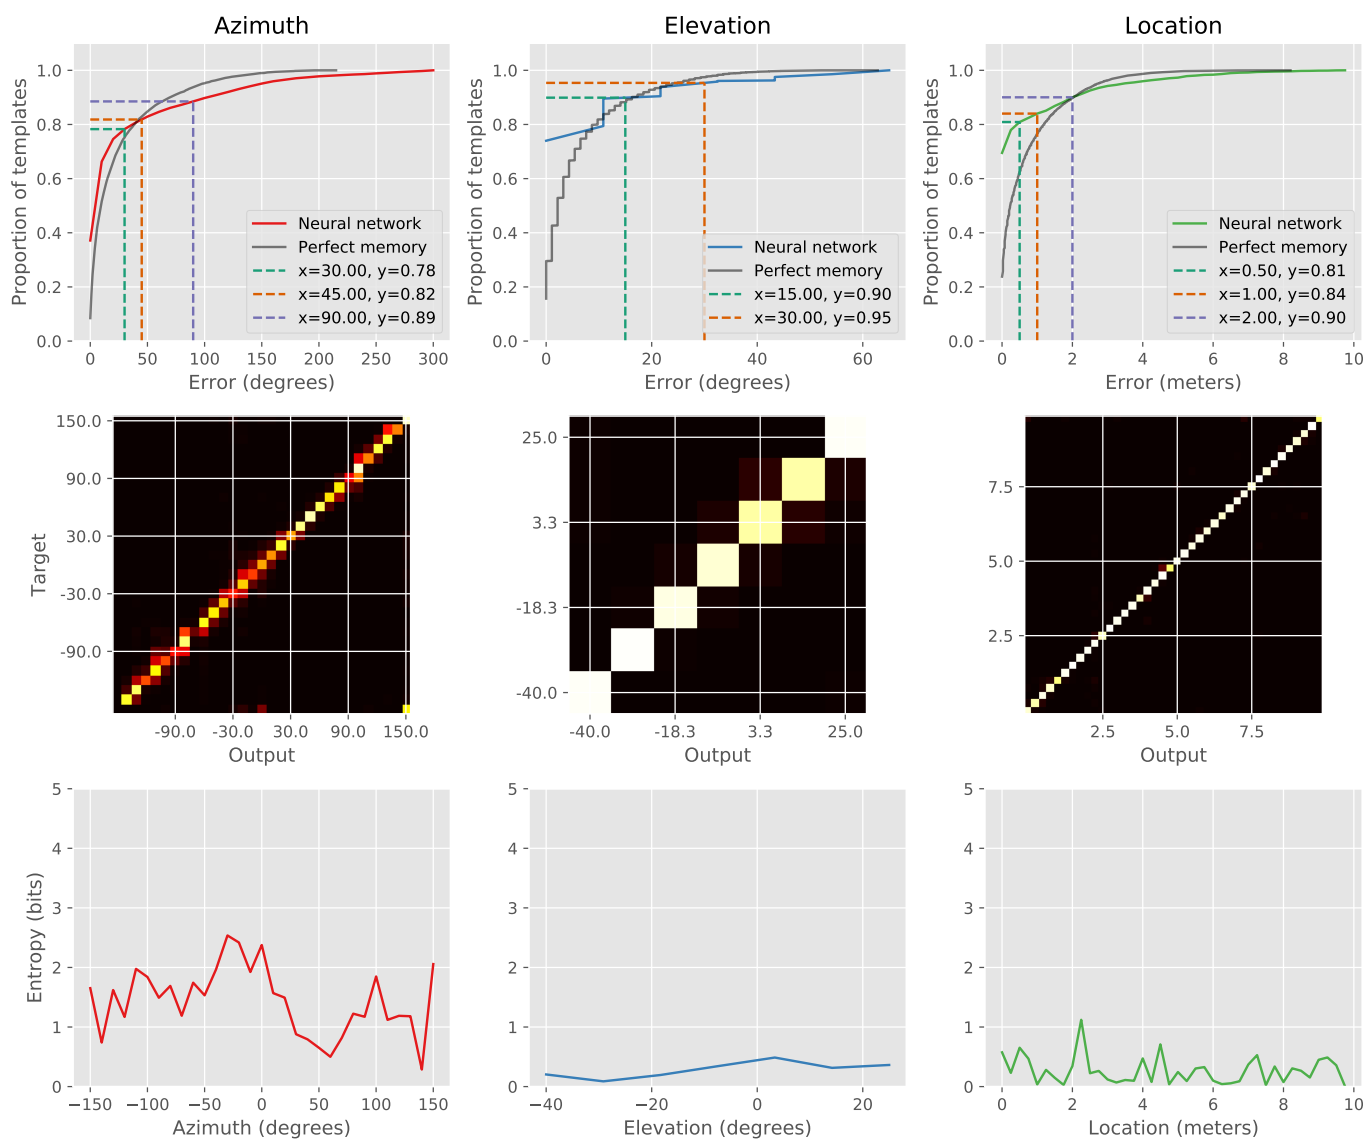 Azimuth
Elevation
Location
Proportion of templates
1.0
0.8
0.6
0.4
0.2
0.0
Neural network
Perfect memory
x=30.00, y=0.78
x=45.00, y=0.82
x=90.00, y=0.89
0 50 100 150 200 250 300
Error (degrees)
Proportion of templates
1.0
0.8
0.6
0.4
0.2
0.0
Neural network
Perfect memory
x=15.00, y=0.90
x=30.00, y=0.95
0 20 40 60
Error (degrees)
Proportion of templates
1.0
0.8
0.6
0.4
0.2
0.0
Neural network
Perfect memory
x=0.50, y=0.81
x=1.00, y=0.84
x=2.00, y=0.90
0 2 4 6 8 10
Error (meters)
Target
150.0
90.0
30.0
-30.0
-90.0
-90.0 -30.0 30.0 90.0 150.0
Output
25.0
3.3
-18.3
-40.0
-40.0 -18.3 3.3 25.0
Output
7.5
5.0
2.5
2.5 5.0 7.5
Output
Entropy (bits)
5
4
3
2
1
0
−150 −100 −50 0 50 100 150
Azimuth (degrees)
5
4
3
2
1
0
−40 −20 0 20
Elevation (degrees)
5
4
3
2
1
0
0 2 4 6 8 10
Location (meters)